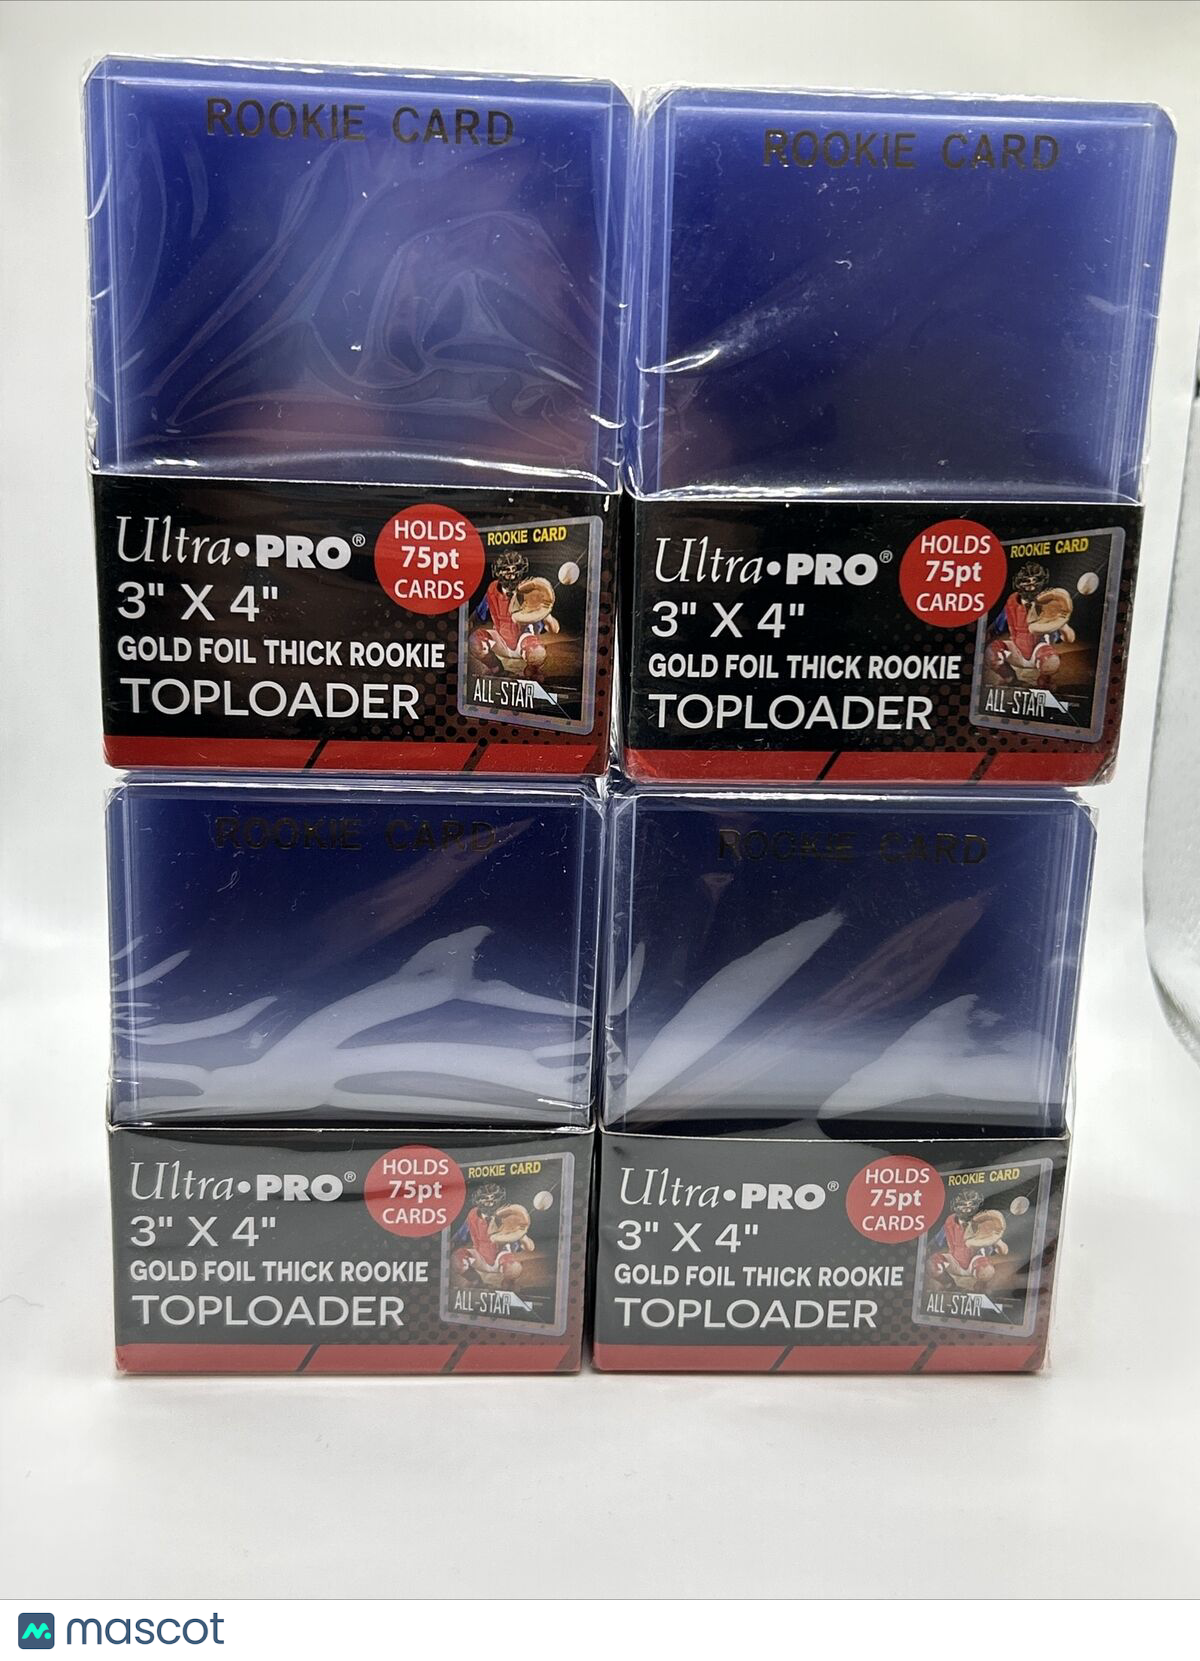 ROOKIE CARD
Ultra•PRO®
3" X 4"
GOLD FOIL THICK ROOKIE
TOPLOADER
HOLDS
75pt
CARDS
ROOKIE CARD
ALL-STAR
ROOKIE CARD
Ultra•PRO®
3" X 4"
GOLD FOIL THICK ROOKIE
TOPLOADER
HOLDS
75pt
CARDS
ROOKIE CARD
ALL-STAR
ROOKIE CARD
Ultra•PRO®
3" X 4"
GOLD FOIL THICK ROOKIE
TOPLOADER
HOLDS
75pt
CARDS
ROOKIE CARD
ALL-STAR
ROOKIE CARD
Ultra•PRO®
3" X 4"
GOLD FOIL THICK ROOKIE
TOPLOADER
HOLDS
75pt
CARDS
ROOKIE CARD
ALL-STAR
mascot